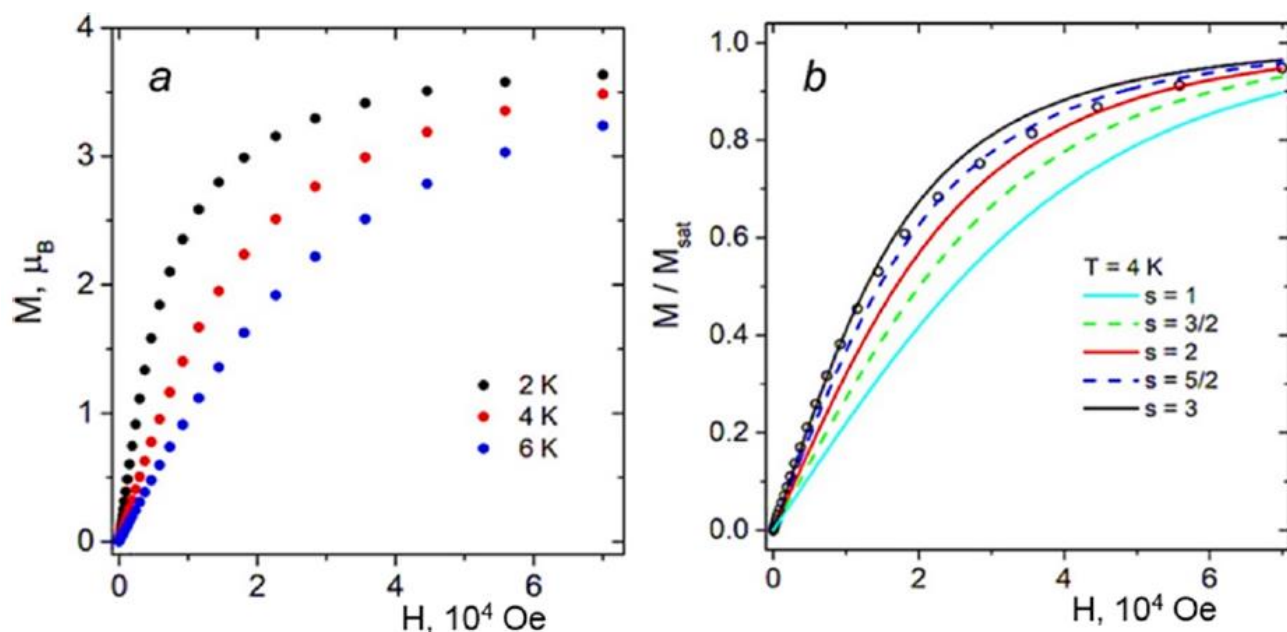 a
4
3
2
1
0
M, μB
2 K
4 K
6 K
0
2
4
6
H, 10⁴ Oe
b
1.0
0.8
0.6
0.4
0.2
0.0
M / Msat
T = 4 K
s = 1
s = 3/2
s = 2
s = 5/2
s = 3
0
2
4
6
H, 10⁴ Oe